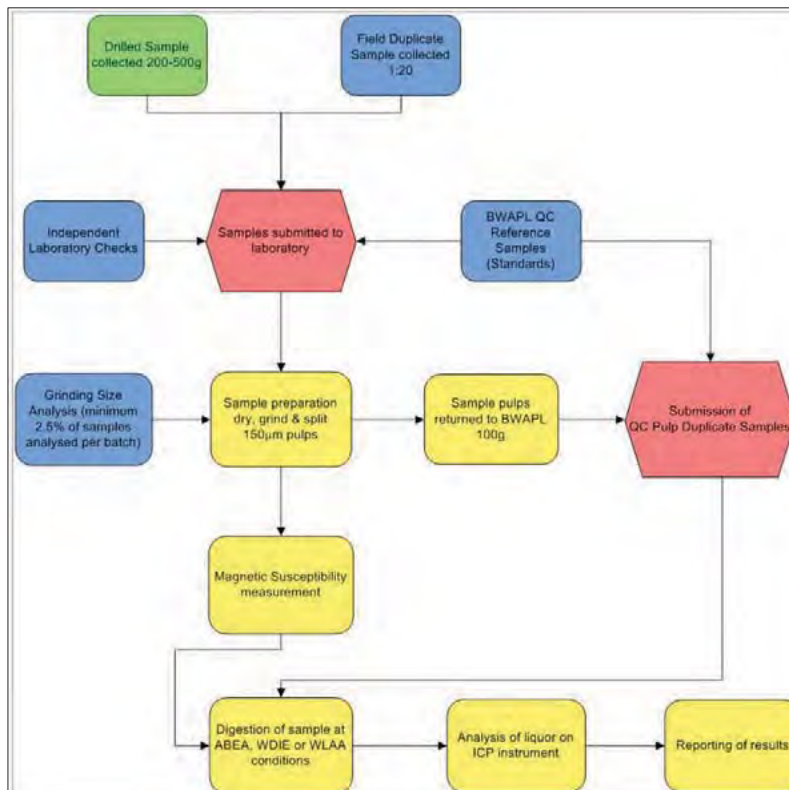 Drilled Sample
collected 200-500g
Field Duplicate
Sample collected
1:20
Independent
Laboratory Checks
Samples submitted to
laboratory
BWAPL QC
Reference
Samples
(Standards)
Grinding Size
Analysis (minimum
2.5% of samples
analysed per batch)
Sample preparation
dry, grind & split
150μm pulps
Sample pulps
returned to BWAPL
100g
Submission of
QC Pulp Duplicate Samples
Magnetic Susceptibility
measurement
Digestion of sample at
ABEA, WDIE or WLAA
conditions
Analysis of liquor on
ICP instrument
Reporting of results